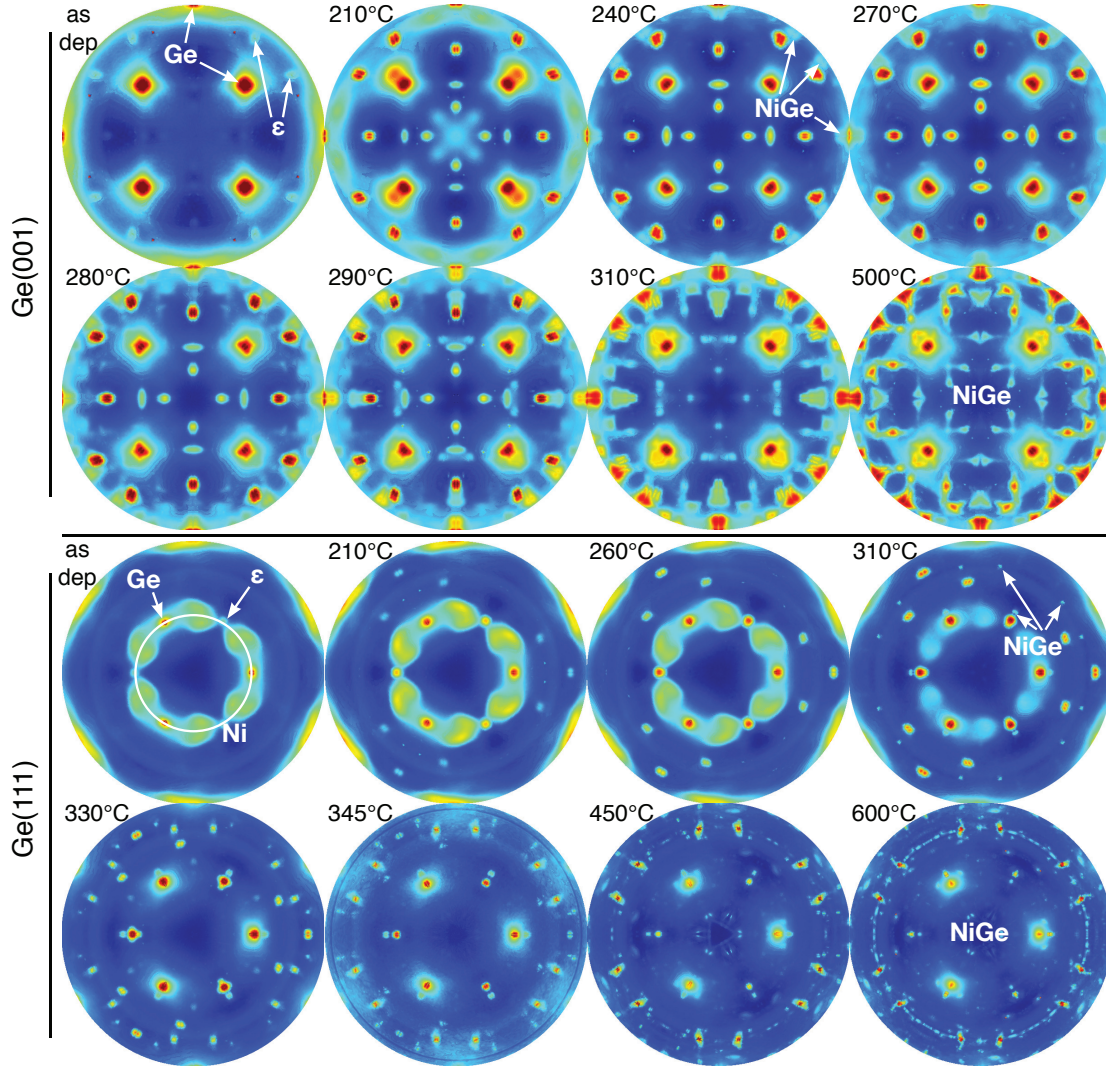 as
dep
Ge
ε
210°C
240°C
NiGe
270°C
Ge(001)
280°C
290°C
310°C
500°C
NiGe
as
dep
Ge
ε
Ni
210°C
260°C
310°C
NiGe
Ge(111)
330°C
345°C
450°C
600°C
NiGe